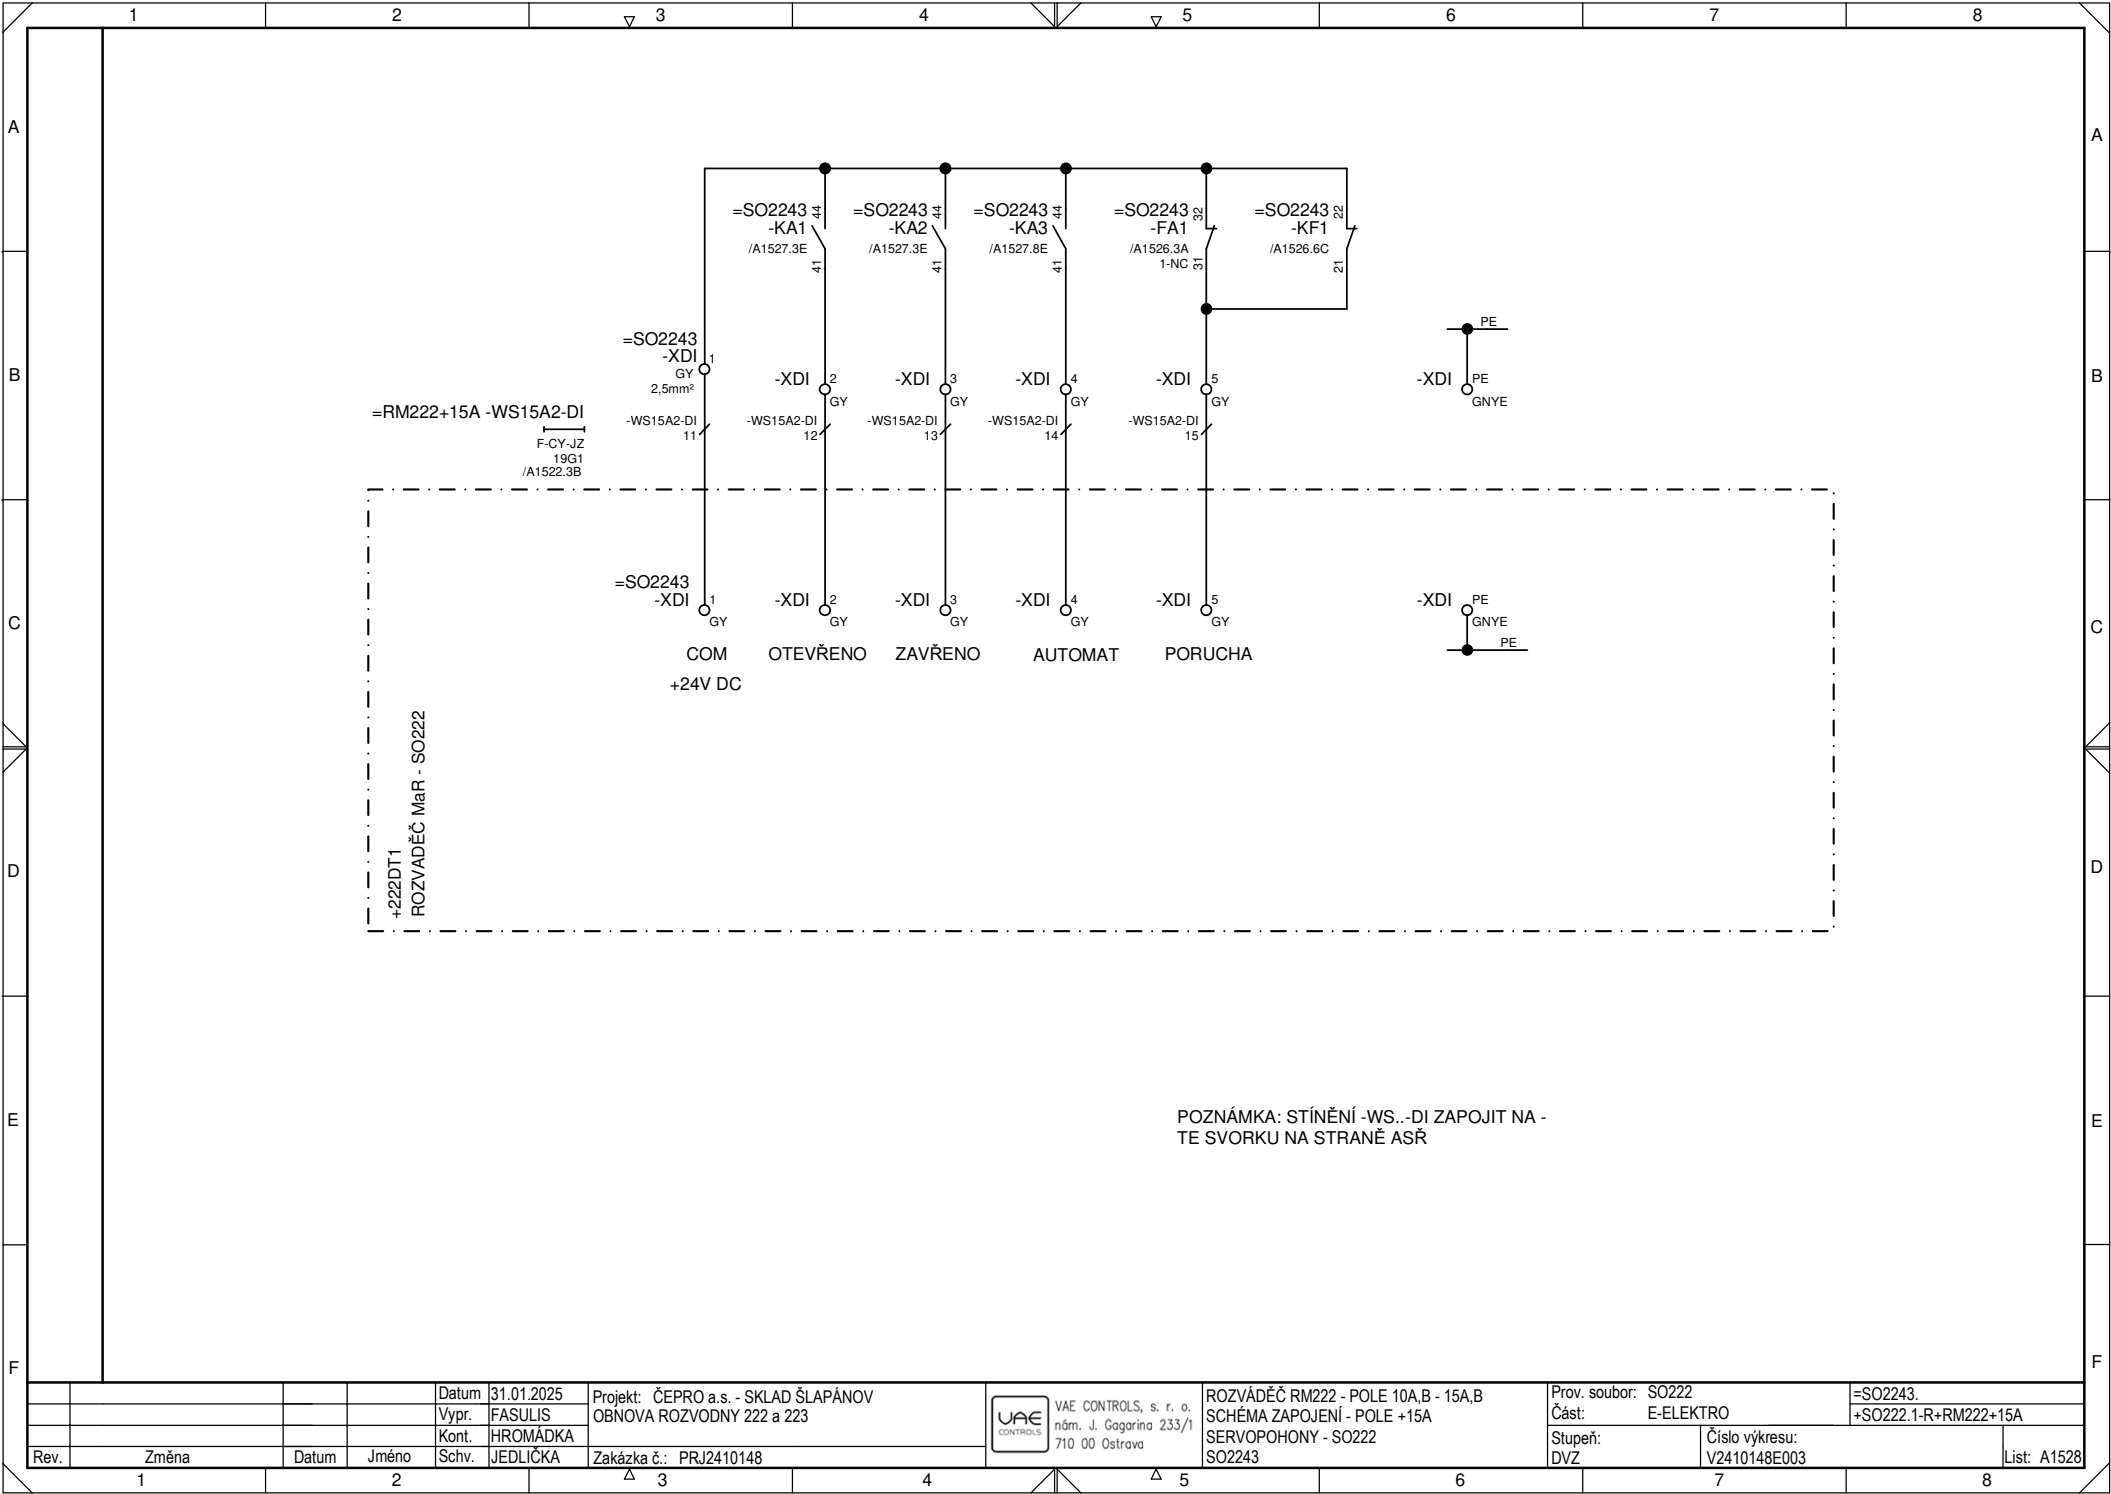 1 2 3 4 5 6 7 8
A A
=SO2243 44 =SO2243 44 =SO2243 44 =SO2243 32 =SO2243 22
-KA1 -KA2 -KA3 -FA1 -KF1
/A1527.3E /A1527.3E /A1527.8E /A1526.3A /A1526.6C
41 41 41 1-NC 31 21
PE
=SO2243
-XDI 1
GY
2,5mm²
-XDI 2 -XDI 3 -XDI 4 -XDI 5 -XDI PE
GY GY GY GY GNYE
B B
=RM222+15A -WS15A2-DI
F-CY-JZ
19G1
/A1522.3B
-WS15A2-DI -WS15A2-DI -WS15A2-DI -WS15A2-DI -WS15A2-DI
11 12 13 14 15
=SO2243
-XDI 1 -XDI 2 -XDI 3 -XDI 4 -XDI 5 -XDI PE
GY GY GY GY GY GNYE
C C
PE
COM OTEVŘENO ZAVŘENO AUTOMAT PORUCHA
+24V DC
+222DT1
ROZVADĚČ MaR - SO222
D D
POZNÁMKA: STÍNĚNÍ -WS..-DI ZAPOJIT NA -
TE SVORKU NA STRANĚ ASŘ
E E
F F
Rev. Změna Datum Jméno
Datum 31.01.2025
Vypr. FASULIS
Kont. HROMÁDKA
Schv. JEDLIČKA
Projekt: ČEPRO a.s. - SKLAD ŠLAPÁNOV
OBNOVA ROZVODNY 222 a 223
Zakázka č.: PRJ2410148
UAE
CONTROLS
VAE CONTROLS, s. r. o.
nám. J. Gagarina 233/1
710 00 Ostrava
ROZVÁDĚČ RM222 - POLE 10A,B - 15A,B
SCHÉMA ZAPOJENÍ - POLE +15A
SERVOPOHONY - SO222
SO2243
Prov. soubor: SO222
Část: E-ELEKTRO
Stupeň:
DVZ
Číslo výkresu:
V2410148E003
=SO2243.
+SO222.1-R+RM222+15A
List: A1528
1 2 3 4 5 6 7 8